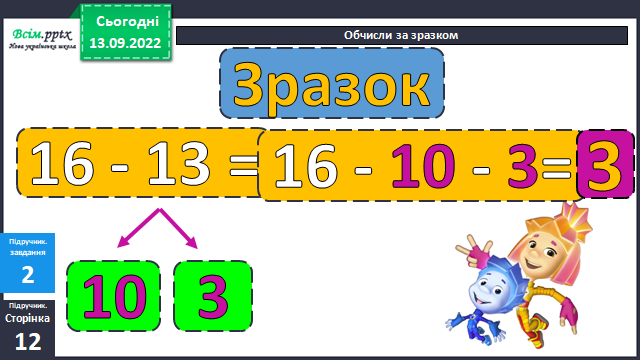 Всім.pptx
Нова українська школа
Сьогодні
13.09.2022
Обчисли за зразком
Зразок
16 - 13 = 16 - 10 - 3= 3
10 3
Підручник.
завдання
2
Підручник.
Сторінка
12